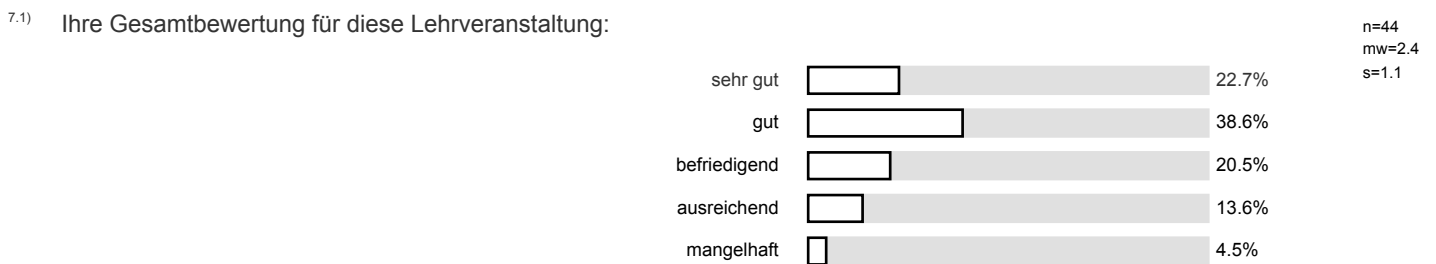 7.1) Ihre Gesamtbewertung für diese Lehrveranstaltung:
n=44
mw=2.4
s=1.1
sehr gut 22.7%
gut 38.6%
befriedigend 20.5%
ausreichend 13.6%
mangelhaft 4.5%